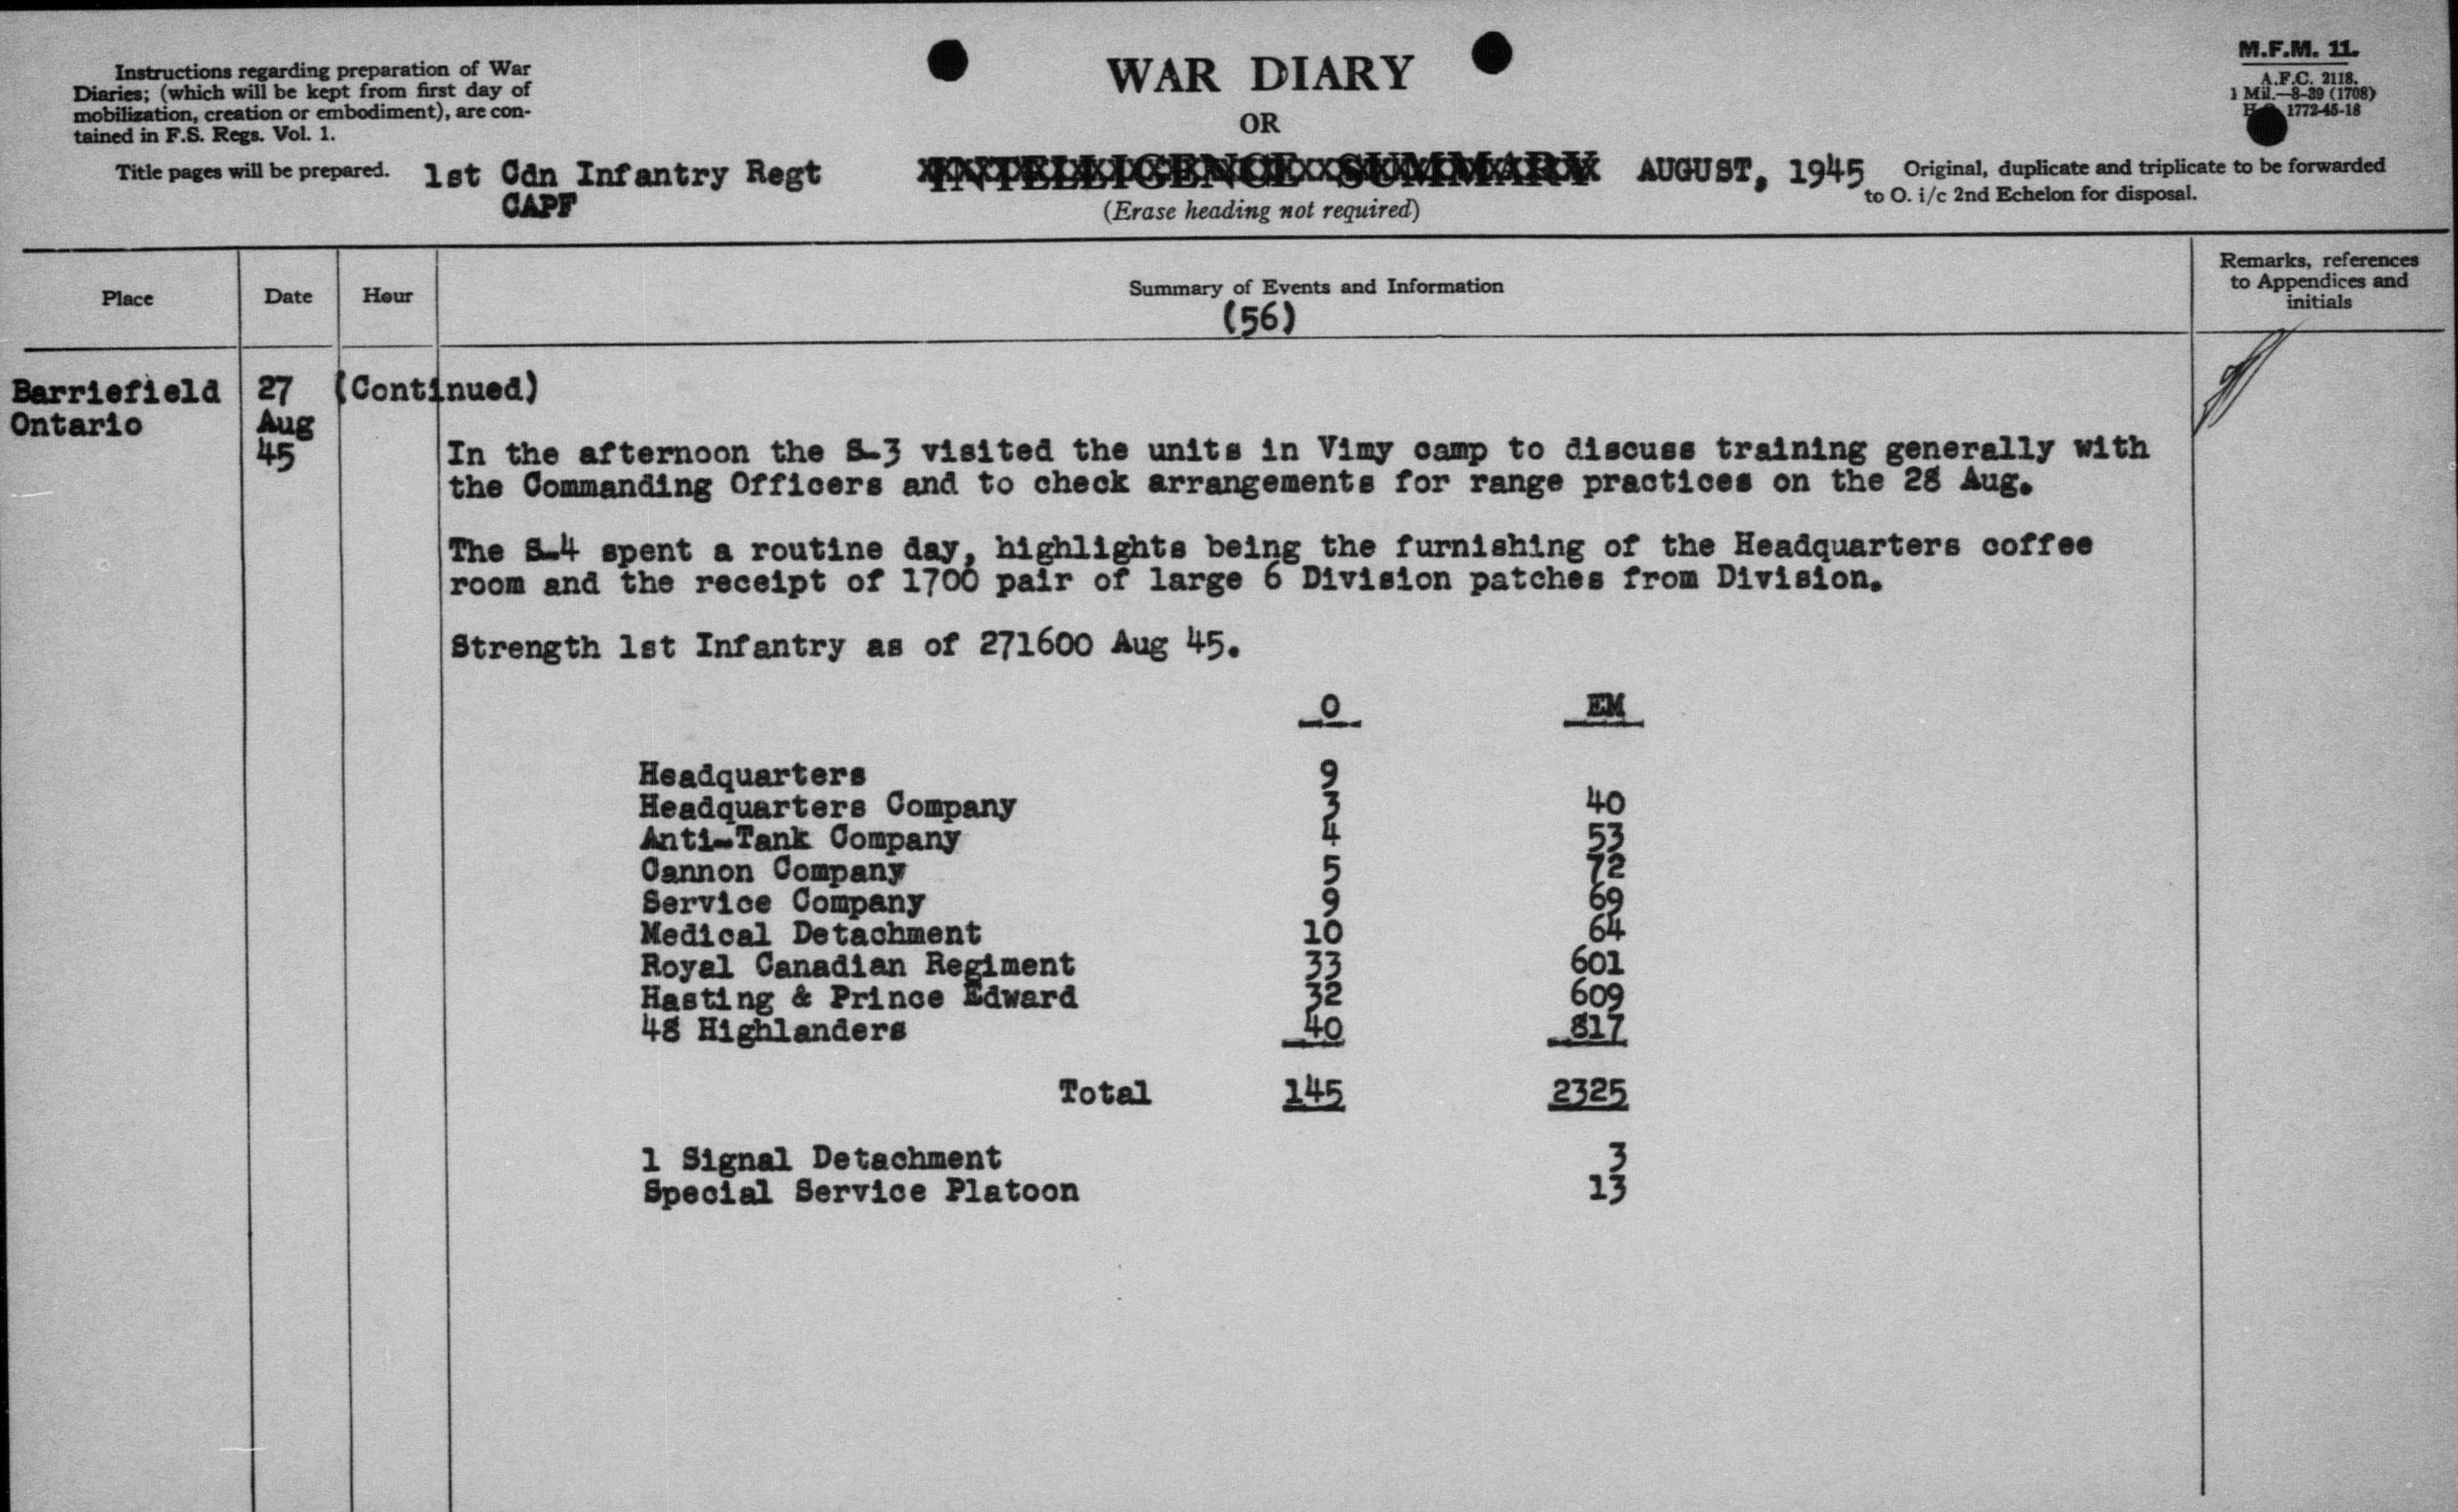 Instructions regarding preparation of War
Diaries; (which will be kept from first day of
mobilization, creation or embodiment), are con-
tained in F.S. Regs. Vol. 1.
Title pages will be prepared.
1st Cdn Infantry Regt
CAPF
WAR DIARY
OR
INTELLIGENCE SUMMARY
(Erase heading not required)
AUGUST, 1945
M.F.M. 11.
A.F.C. 2118.
1 Mil.—8-39 (1708)
1772-45-18
Original, duplicate and triplicate to be forwarded
to O. i/c 2nd Echelon for disposal.
Place Date Hour Summary of Events and Information
(56)
Remarks, references
to Appendices and
initials
Barriefield 27 (Continued)
Ontario Aug
45
In the afternoon the S-3 visited the units in Vimy camp to discuss training generally with
the Commanding Officers and to check arrangements for range practices on the 28 Aug.
The S-4 spent a routine day, highlights being the furnishing of the Headquarters coffee
room and the receipt of 1700 pair of large 6 Division patches from Division.
Strength 1st Infantry as of 271600 Aug 45.
O EM
Headquarters 9
Headquarters Company 3 40
Anti-Tank Company 4 53
Cannon Company 5 72
Service Company 9 69
Medical Detachment 10 64
Royal Canadian Regiment 33 601
Hasting & Prince Edward 32 609
48 Highlanders 40 817
Total 145 2325
1 Signal Detachment 3
Special Service Platoon 13